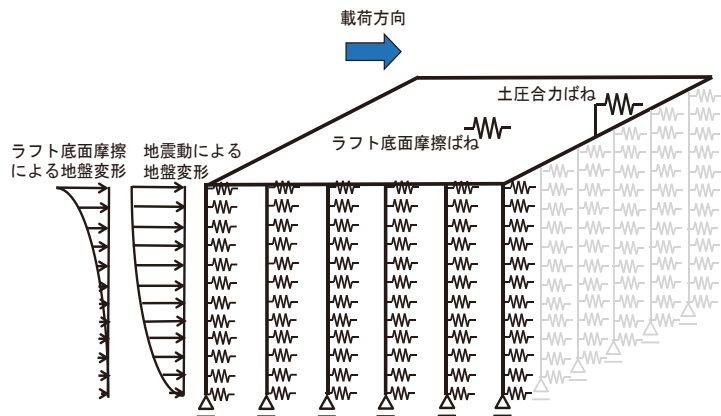 載荷方向
土圧合力ばね
ラフト底面摩擦ばね
ラフト底面摩擦
による地盤変形
地震動による
地盤変形